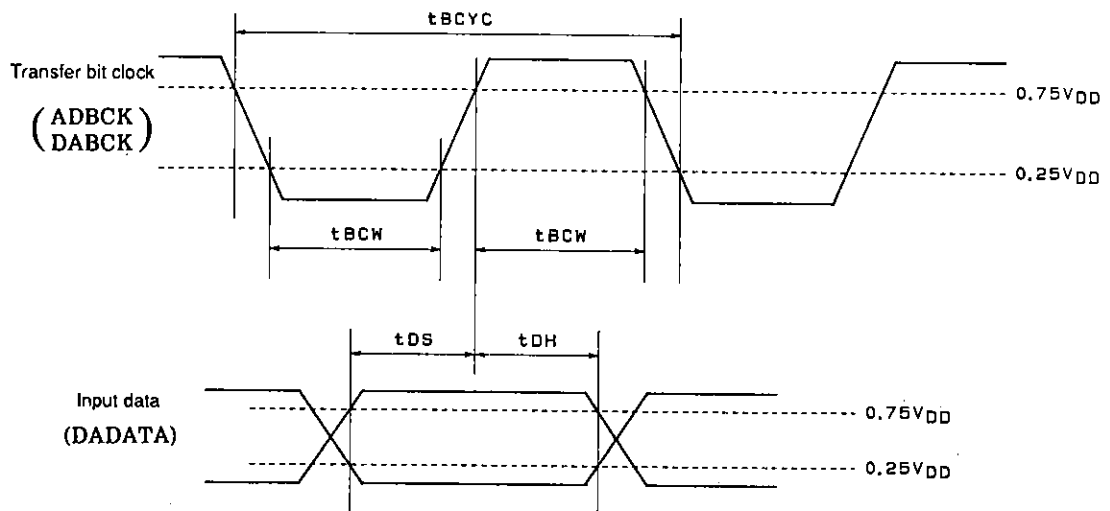 tBCYC
Transfer bit clock
(ADBCK
DABCK)
0.75VDD
0.25VDD
tBCW
tBCW
tDS
tDH
Input data
(DADATA)
0.75VDD
0.25VDD